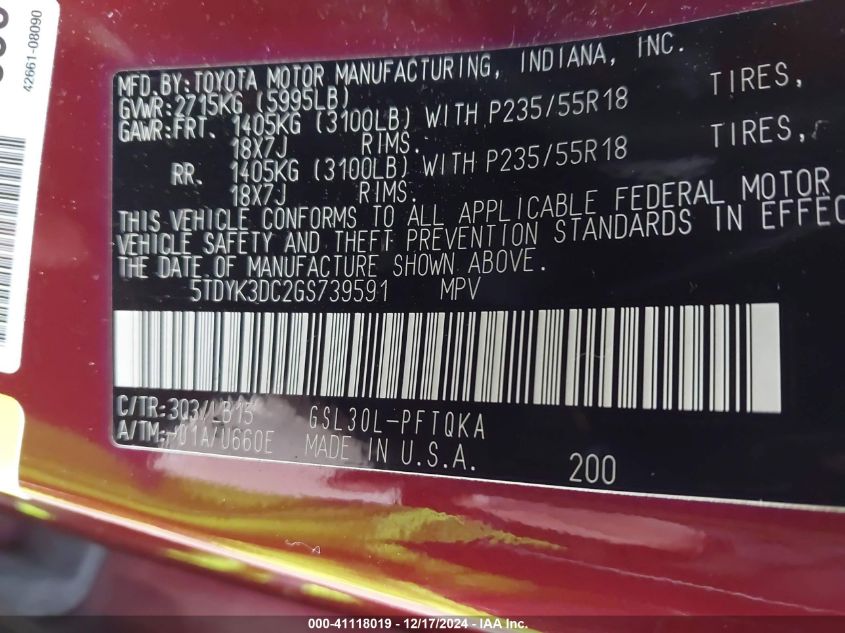 42661-08090
MFD.BY:TOYOTA MOTOR MANUFACTURING, INDIANA, INC.
GVWR:2715KG (5995LB)
GAWR:FRT. 1405KG (3100LB) WITH P235/55R18 TIRES,
18X7J RIMS.
RR. 1405KG (3100LB) WITH P235/55R18 TIRES,
18X7J RIMS.
THIS VEHICLE CONFORMS TO ALL APPLICABLE FEDERAL MOTOR
VEHICLE SAFETY AND THEFT PREVENTION STANDARDS IN EFFEC
THE DATE OF MANUFACTURE SHOWN ABOVE.
5TDYK3DC2GS739591 MPV
C/TR:3Q3/LB15 GSL30L-PFTQKA
A/TM: 01A/U660E MADE IN U.S.A.
200
000-41118019 - 12/17/2024 - IAA Inc.